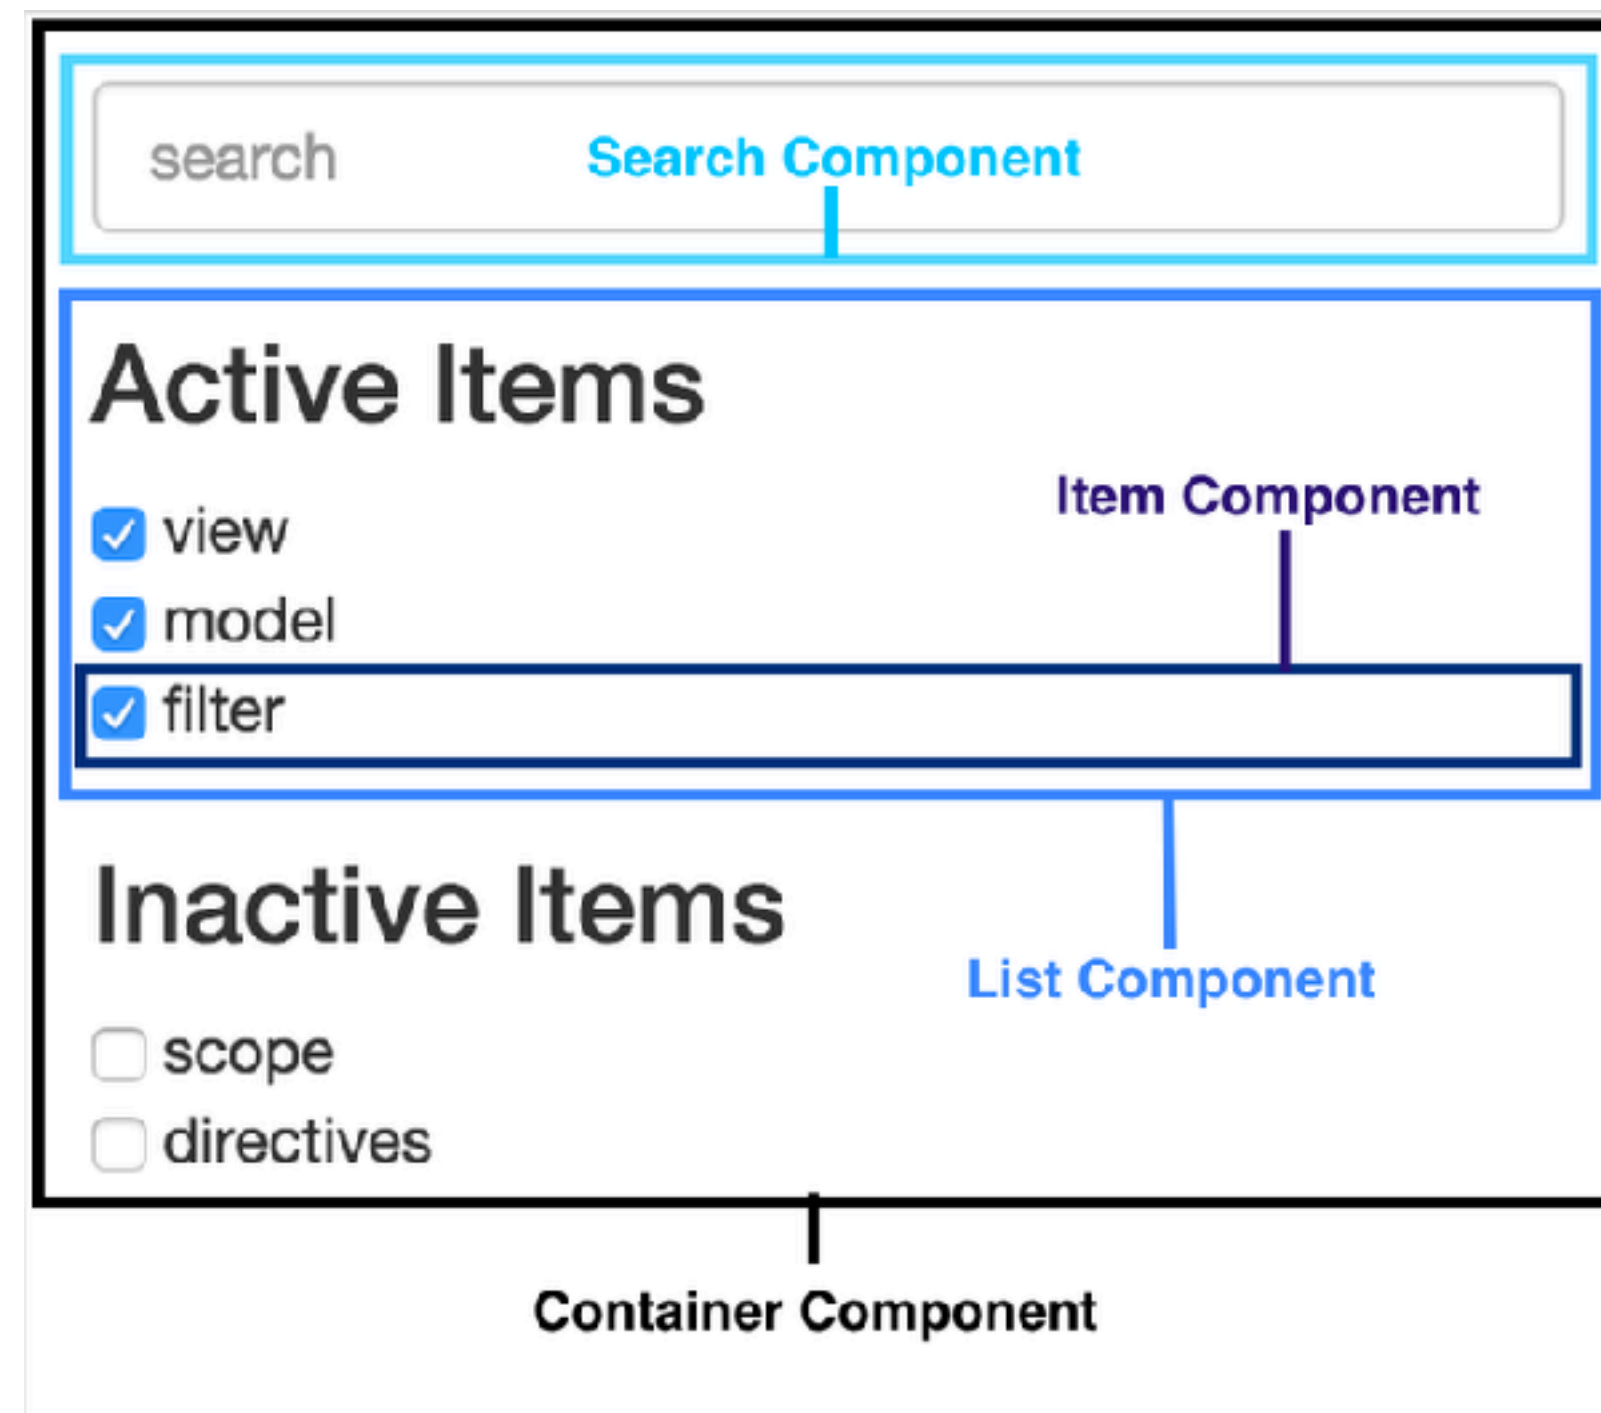 search
Search Component
Active Items
Item Component
view
model
filter
Inactive Items
List Component
scope
directives
Container Component